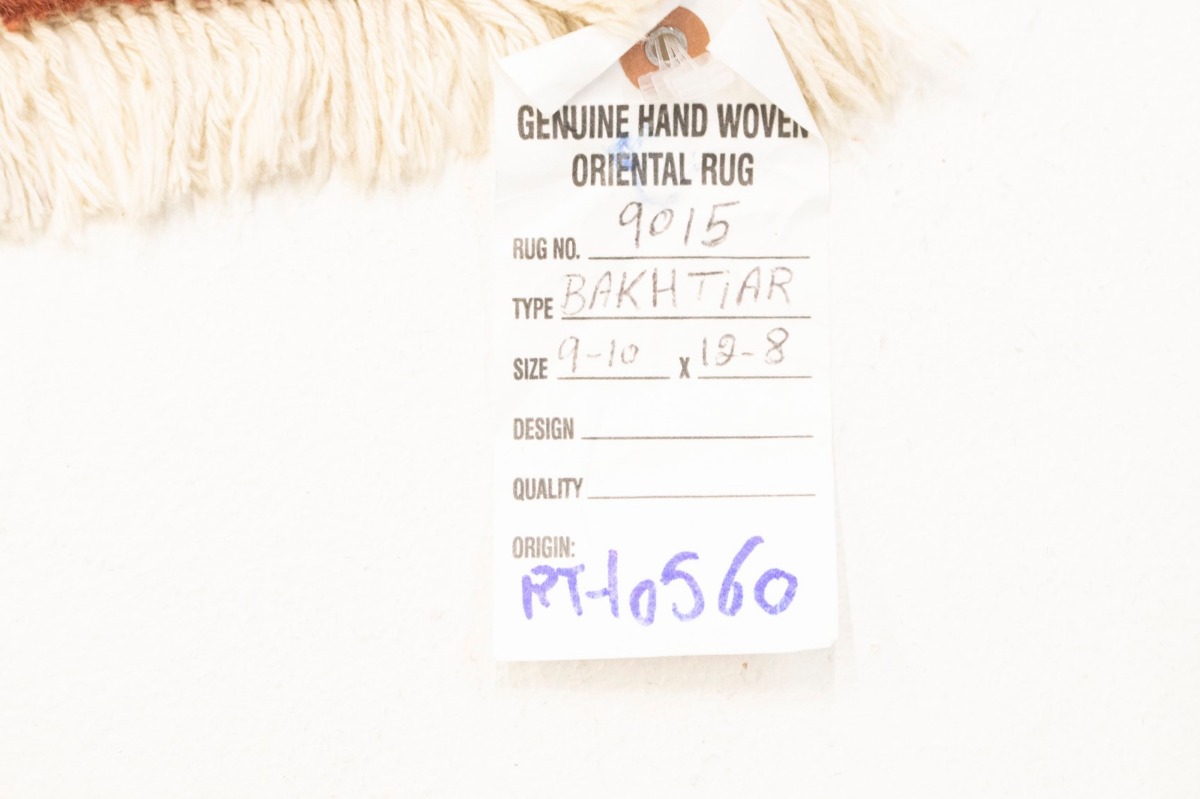 GENUINE HAND WOVEN
ORIENTAL RUG
RUG NO. 9015
TYPE BAKHTiAR
SIZE 9-10 X 12-8
DESIGN
QUALITY
ORIGIN:
RT-10560